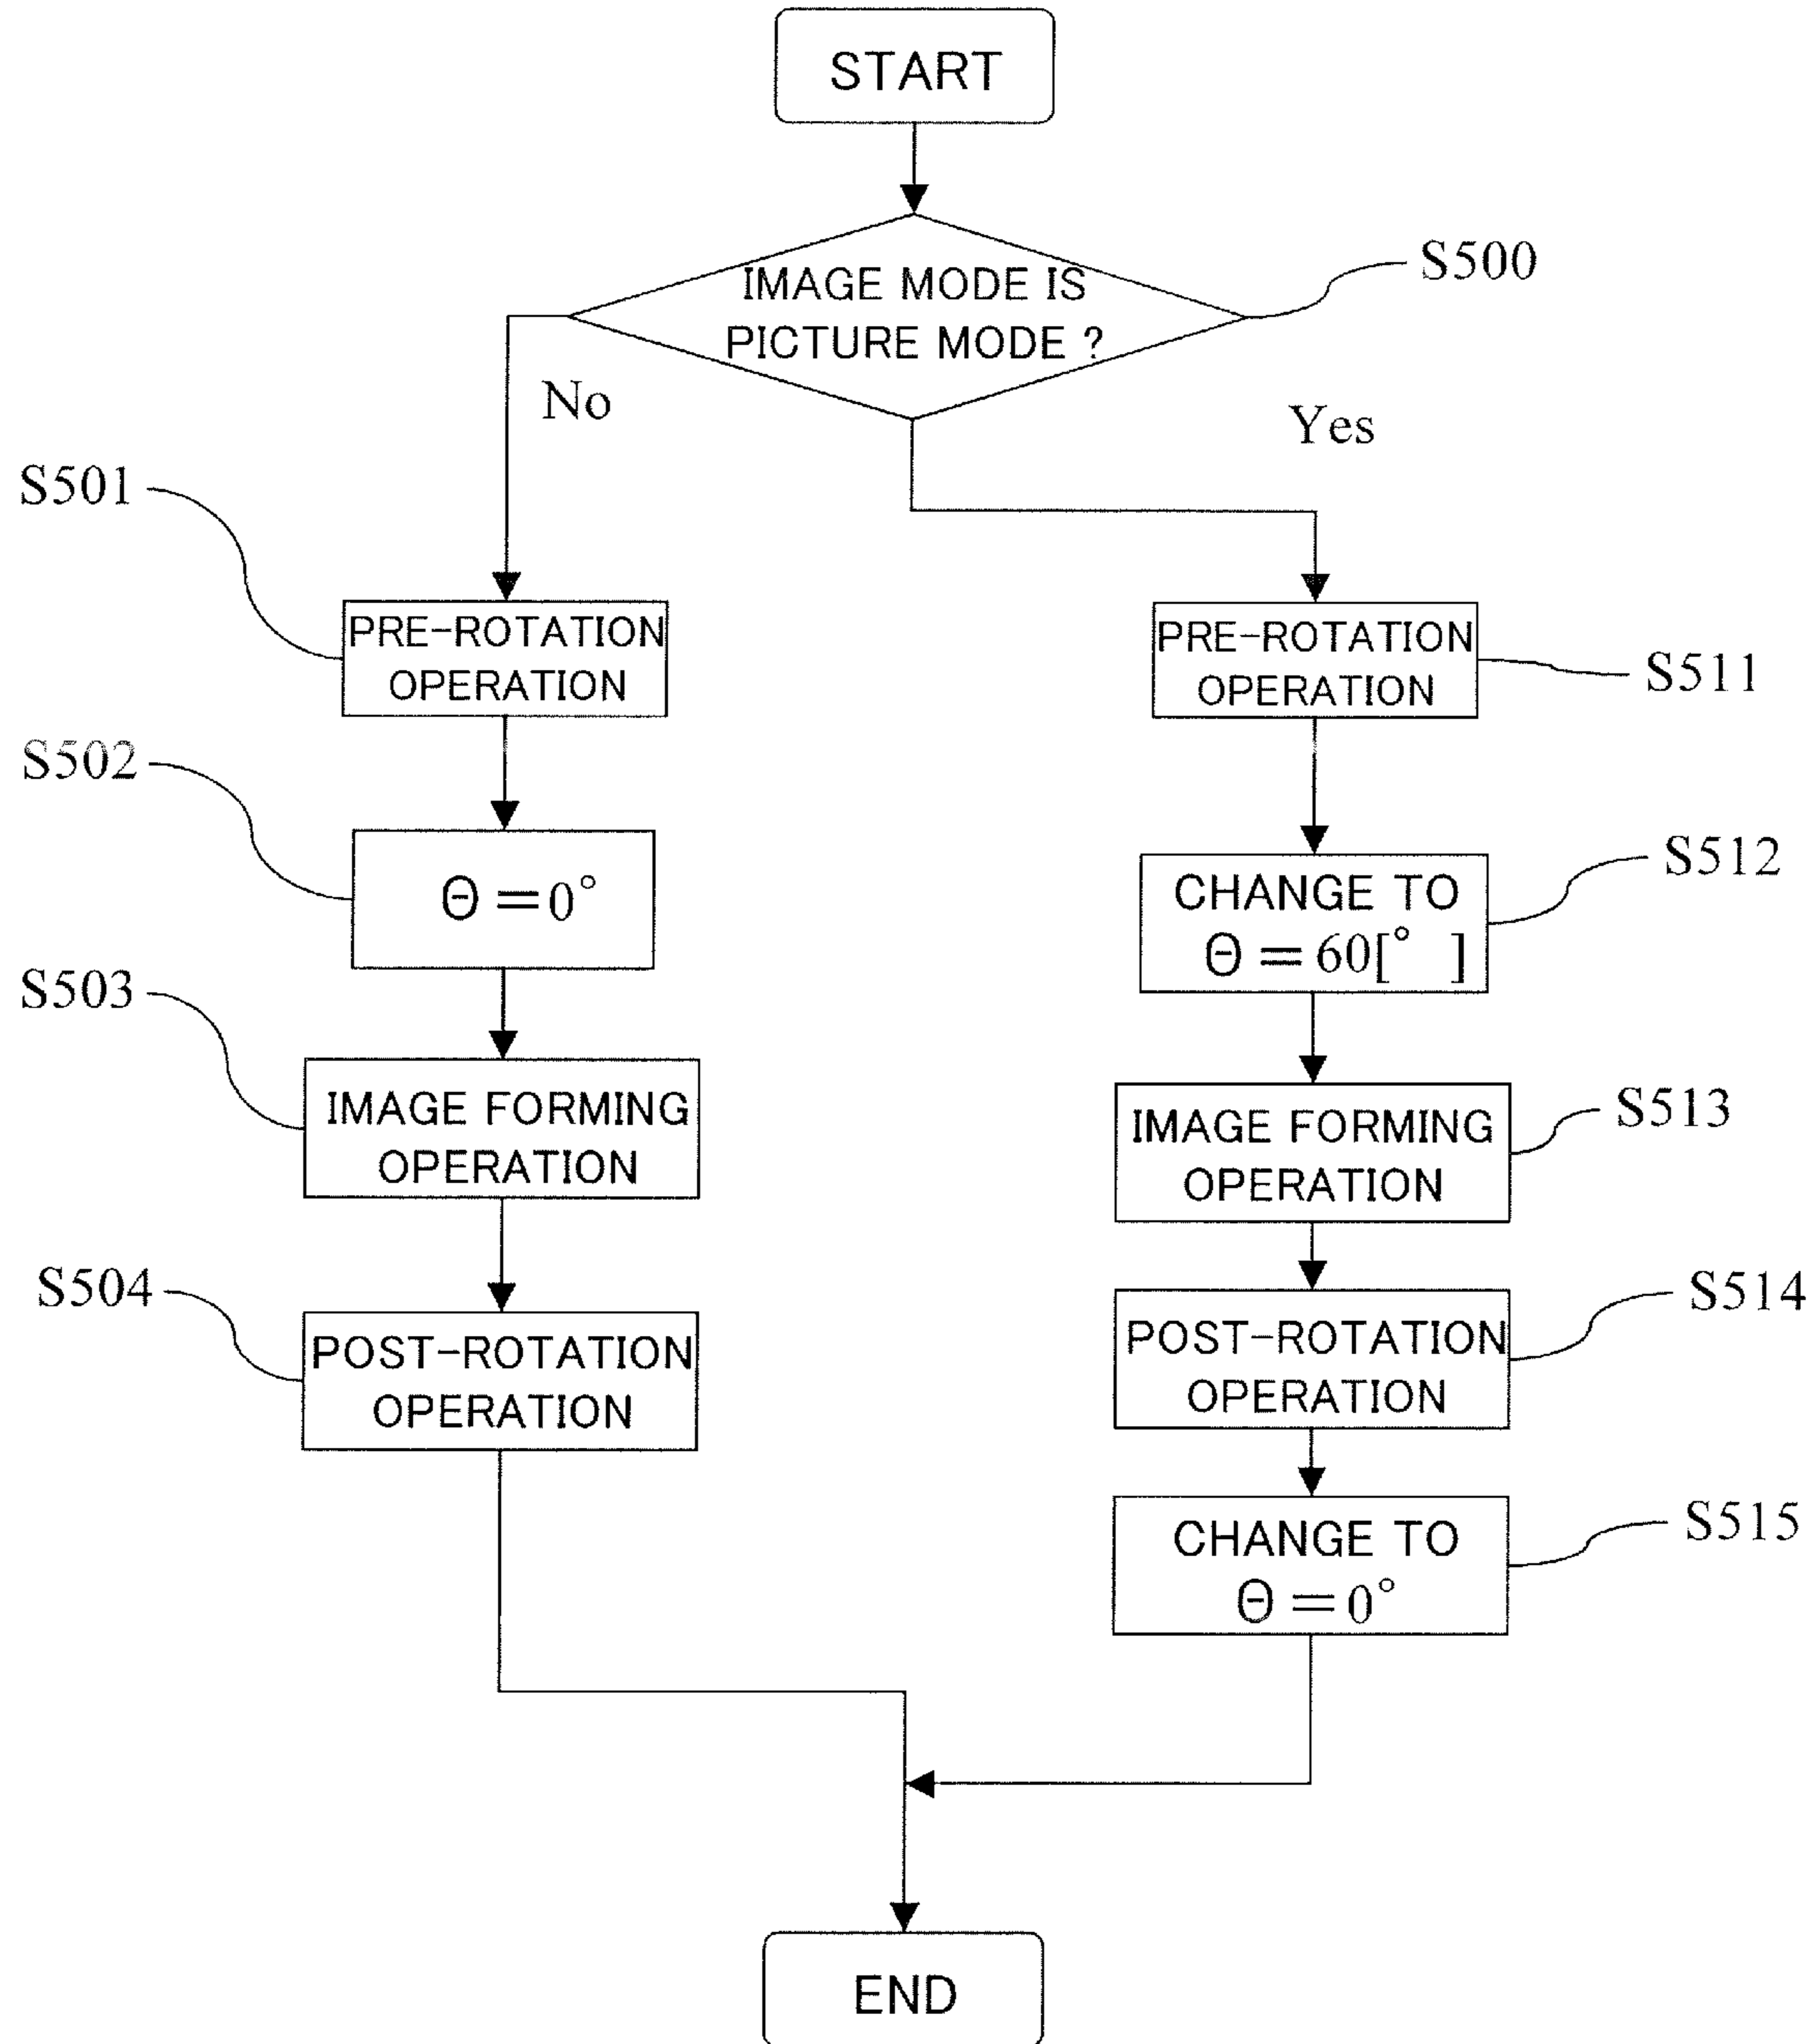 START
IMAGE MODE IS
PICTURE MODE ?
S500
No
Yes
S501
PRE-ROTATION
OPERATION
PRE-ROTATION
OPERATION
S511
S502
Θ=0°
CHANGE TO
Θ=60[° ]
S512
S503
IMAGE FORMING
OPERATION
IMAGE FORMING
OPERATION
S513
S504
POST-ROTATION
OPERATION
POST-ROTATION
OPERATION
S514
CHANGE TO
Θ=0°
S515
END